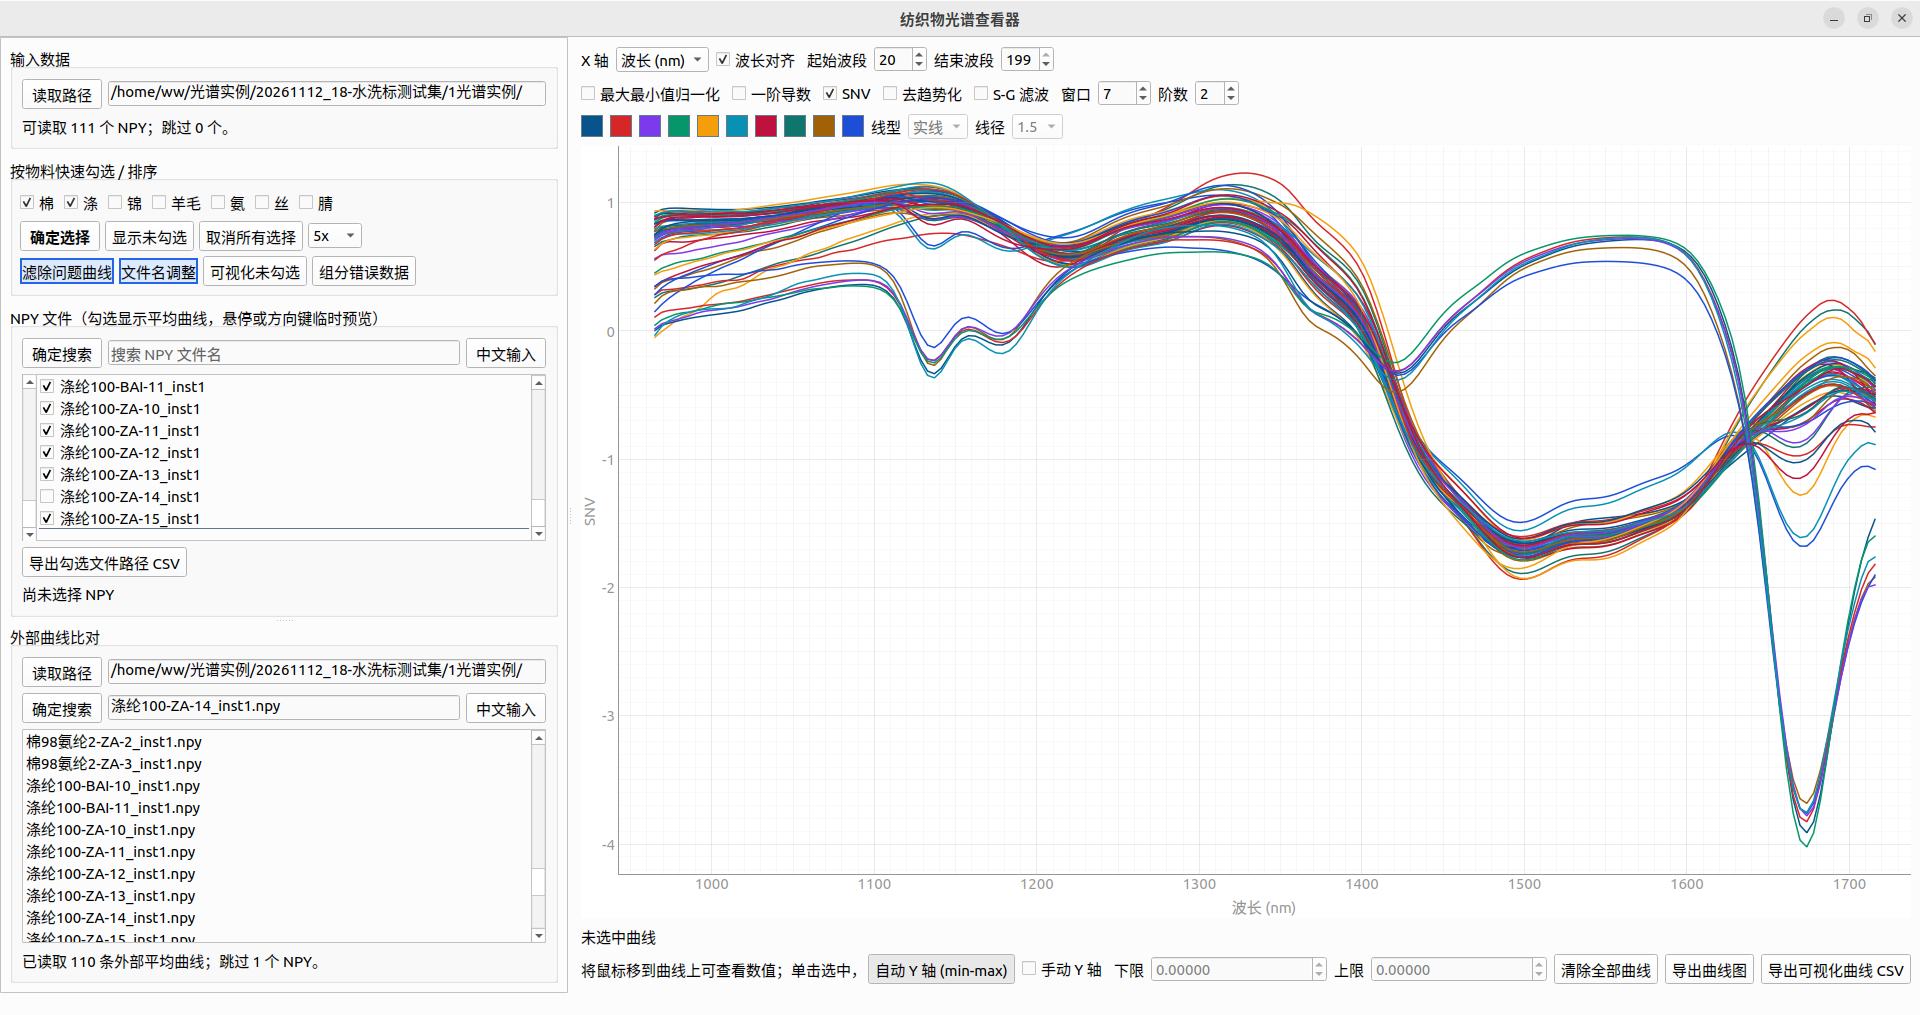 纺织物光谱查看器
输入数据
读取路径 /home/ww/光谱实例/20261112_18-水洗标测试集/1光谱实例/
可读取 111 个 NPY；跳过 0 个。
按物料快速勾选 / 排序
棉 涤 锦 羊毛 氨 丝 腈
确定选择 显示未勾选 取消所有选择 5x
滤除问题曲线 文件名调整 可视化未勾选 组分错误数据
NPY 文件（勾选显示平均曲线，悬停或方向键临时预览）
确定搜索 搜索 NPY 文件名 中文输入
涤纶100-BAI-11_inst1
涤纶100-ZA-10_inst1
涤纶100-ZA-11_inst1
涤纶100-ZA-12_inst1
涤纶100-ZA-13_inst1
涤纶100-ZA-14_inst1
涤纶100-ZA-15_inst1
导出勾选文件路径 CSV
尚未选择 NPY
外部曲线比对
读取路径 /home/ww/光谱实例/20261112_18-水洗标测试集/1光谱实例/
确定搜索 涤纶100-ZA-14_inst1.npy 中文输入
棉98氨纶2-ZA-2_inst1.npy
棉98氨纶2-ZA-3_inst1.npy
涤纶100-BAI-10_inst1.npy
涤纶100-BAI-11_inst1.npy
涤纶100-ZA-10_inst1.npy
涤纶100-ZA-11_inst1.npy
涤纶100-ZA-12_inst1.npy
涤纶100-ZA-13_inst1.npy
涤纶100-ZA-14_inst1.npy
涤纶100-ZA-15_inst1.npy
已读取 110 条外部平均曲线；跳过 1 个 NPY。
X 轴 波长 (nm) 波长对齐 起始波段 20 结束波段 199
最大最小值归一化 一阶导数 SNV 去趋势化 S-G 滤波 窗口 7 阶数 2
线型 实线 线径 1.5
1
0
-1
-2
-3
-4
SNV
1000 1100 1200 1300 1400 1500 1600 1700
波长 (nm)
未选中曲线
将鼠标移到曲线上可查看数值；单击选中， 自动 Y 轴 (min-max) 手动 Y 轴 下限 0.00000 上限 0.00000 清除全部曲线 导出曲线图 导出可视化曲线 CSV